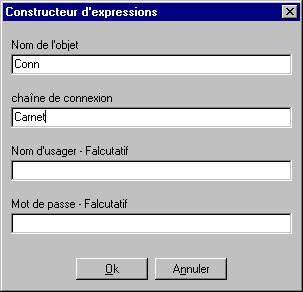 Constructeur d'expressions
Nom de l'objet
Conn
chaîne de connexion
Carnet
Nom d'usager - Falcutatif
Mot de passe - Falcutatif
Ok
Annuler